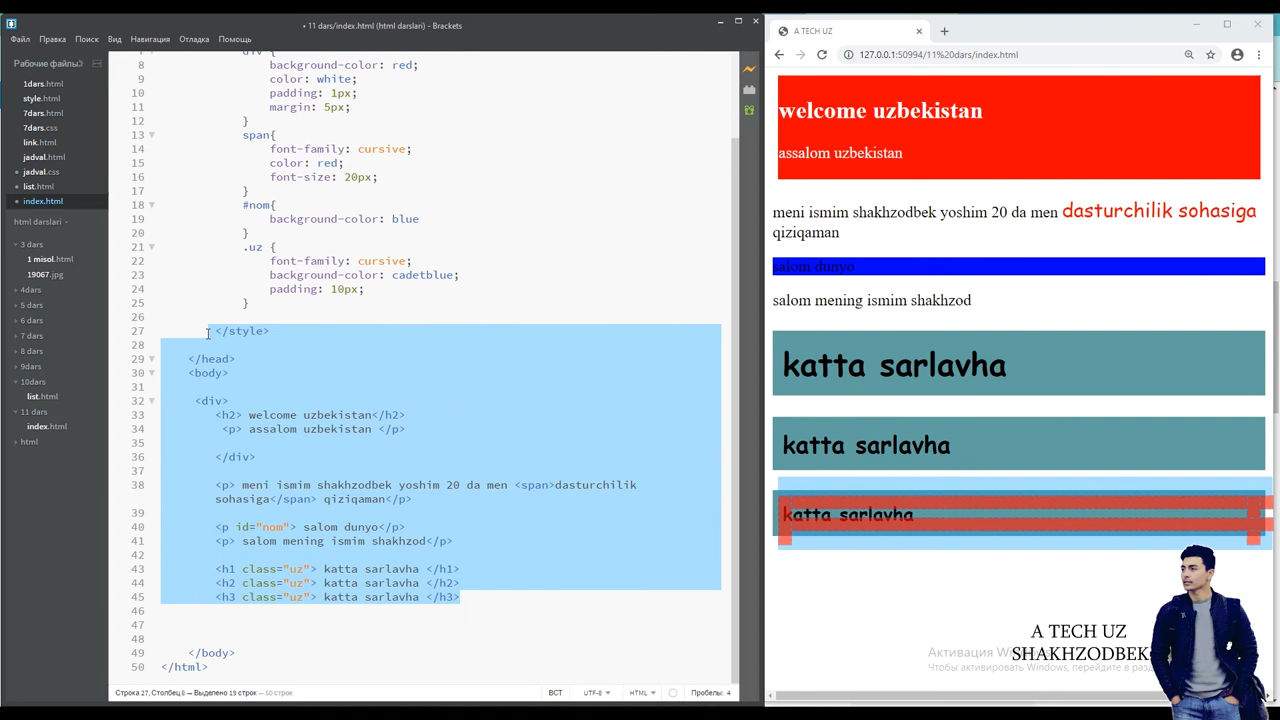 • 11 dars/index.html (html darslari) - Brackets
Файл Правка Поиск Вид Навигация Отладка Помощь
Рабочие файлы
1dars.html
style.html
7dars.html
7dars.css
link.html
jadval.html
jadval.css
list.html
index.html
html darslari
3 dars
1 misol.html
19067.jpg
4dars
5 dars
6 dars
7 dars
8 dars
9dars
10dars
list.html
11 dars
index.html
html
7 div {
8 background-color: red;
9 color: white;
10 padding: 1px;
11 margin: 5px;
12 }
13 span{
14 font-family: cursive;
15 color: red;
16 font-size: 20px;
17 }
18 #nom{
19 background-color: blue
20 }
21 .uz {
22 font-family: cursive;
23 background-color: cadetblue;
24 padding: 10px;
25 }
26
27 </style>
28
29 </head>
30 <body>
31
32 <div>
33 <h2> welcome uzbekistan</h2>
34 <p> assalom uzbekistan </p>
35
36 </div>
37
38 <p> meni ismim shakhzodbek yoshim 20 da men <span>dasturchilik
sohasiga</span> qiziqaman</p>
39
40 <p id="nom"> salom dunyo</p>
41 <p> salom mening ismim shakhzod</p>
42
43 <h1 class="uz"> katta sarlavha </h1>
44 <h2 class="uz"> katta sarlavha </h2>
45 <h3 class="uz"> katta sarlavha </h3>
46
47
48
49 </body>
50 </html>
Строка 27, Столбец 8 — Выделено 19 строк — 50 строк
ВСТ UTF-8 HTML Пробелы: 4
A TECH UZ
127.0.0.1:50994/11%20dars/index.html
welcome uzbekistan
assalom uzbekistan
meni ismim shakhzodbek yoshim 20 da men dasturchilik sohasiga
qiziqaman
salom dunyo
salom mening ismim shakhzod
katta sarlavha
katta sarlavha
katta sarlavha
A TECH UZ
SHAKHZODBEK
Активация W
Чтобы активировать Windows, перейдите в разд